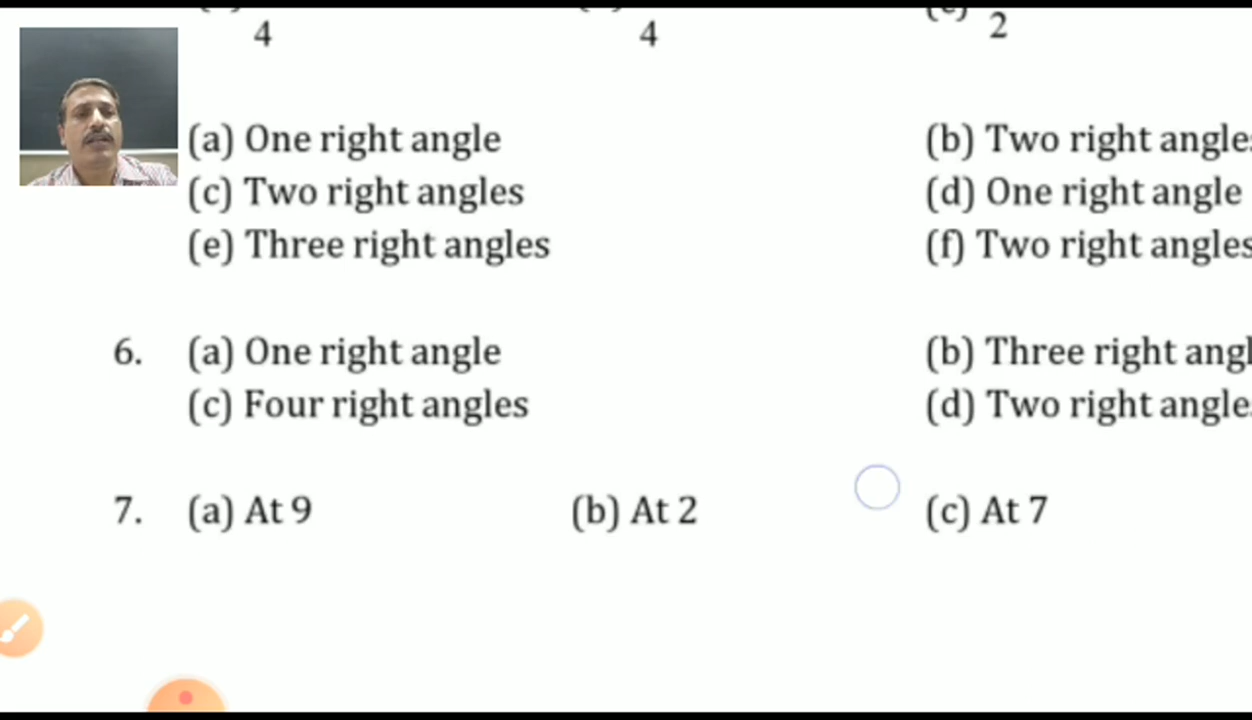 4 4 (c) 2
(a) One right angle (b) Two right angle
(c) Two right angles (d) One right angle
(e) Three right angles (f) Two right angles
6. (a) One right angle (b) Three right angl
(c) Four right angles (d) Two right angle
7. (a) At 9 (b) At 2 (c) At 7